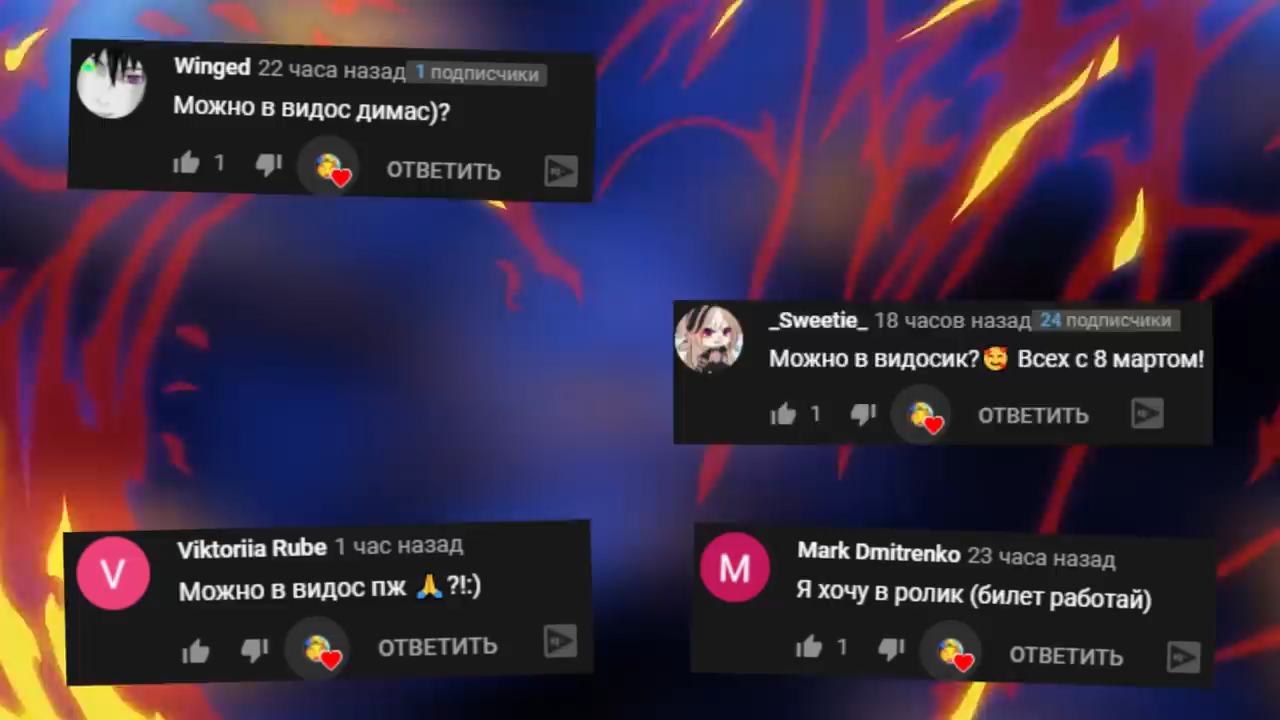 Winged 22 часа назад 1 подписчики
Можно в видос димас)?
1 ОТВЕТИТЬ
_Sweetie_ 18 часов назад 24 подписчики
Можно в видосик?🥰 Всех с 8 мартом!
1 ОТВЕТИТЬ
V
Viktoriia Rube 1 час назад
Можно в видос пж 🙏?!:)
ОТВЕТИТЬ
M
Mark Dmitrenko 23 часа назад
Я хочу в ролик (билет работай)
1 ОТВЕТИТЬ